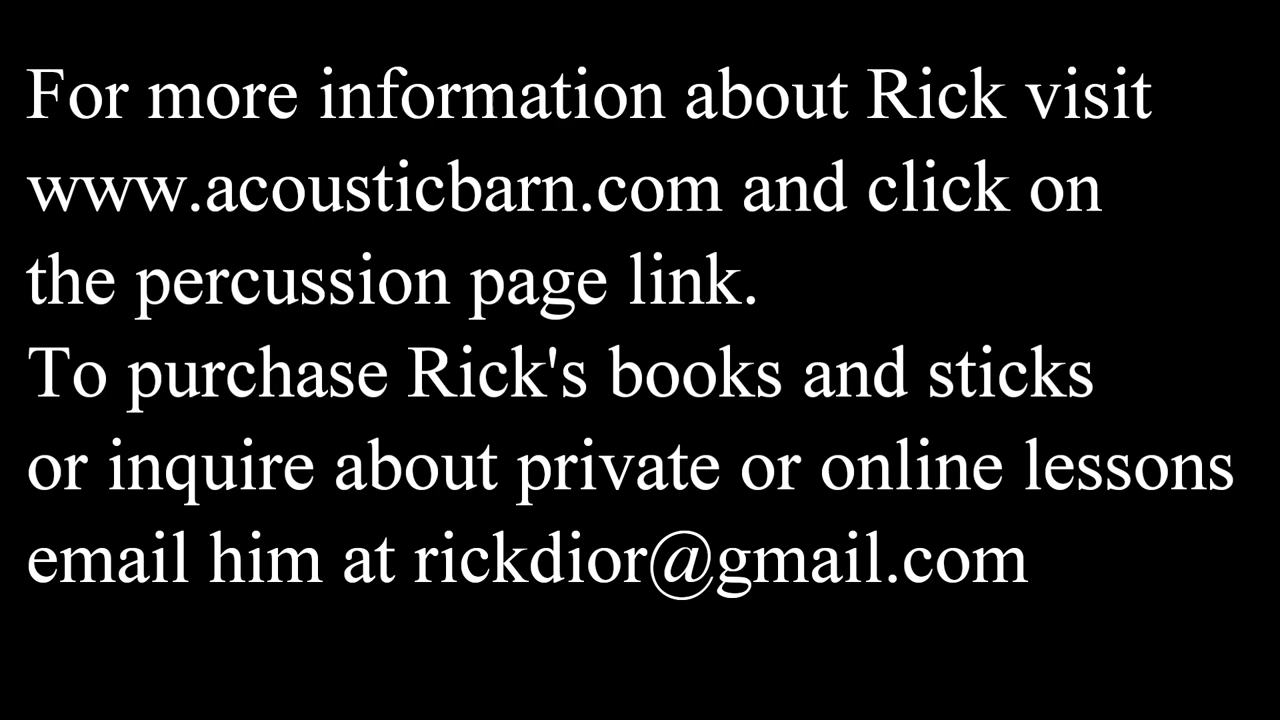 For more information about Rick visit
www.acousticbarn.com and click on
the percussion page link.
To purchase Rick's books and sticks
or inquire about private or online lessons
email him at rickdior@gmail.com